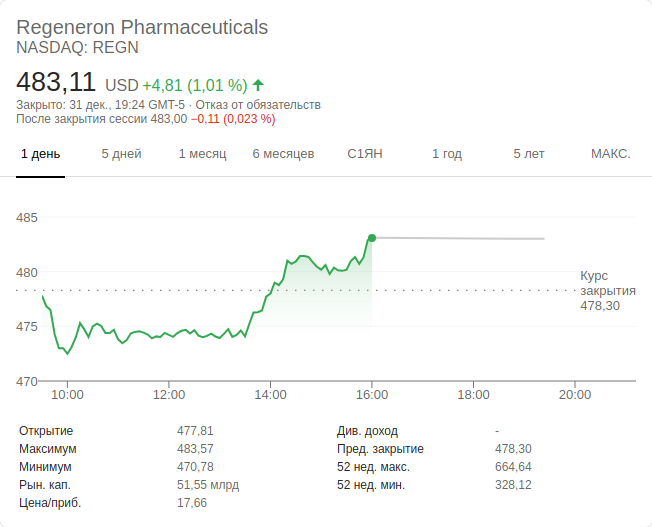 Regeneron Pharmaceuticals
NASDAQ: REGN
483,11 USD +4,81 (1,01 %)
Закрыто: 31 дек., 19:24 GMT-5 · Отказ от обязательств
После закрытия сессии 483,00 −0,11 (0,023 %)
1 день 5 дней 1 месяц 6 месяцев С1ЯН 1 год 5 лет МАКС.
485
480
475
470
Курс
закрытия
478,30
10:00 12:00 14:00 16:00 18:00 20:00
Открытие 477,81 Див. доход -
Максимум 483,57 Пред. закрытие 478,30
Минимум 470,78 52 нед. макс. 664,64
Рын. кап. 51,55 млрд 52 нед. мин. 328,12
Цена/приб. 17,66